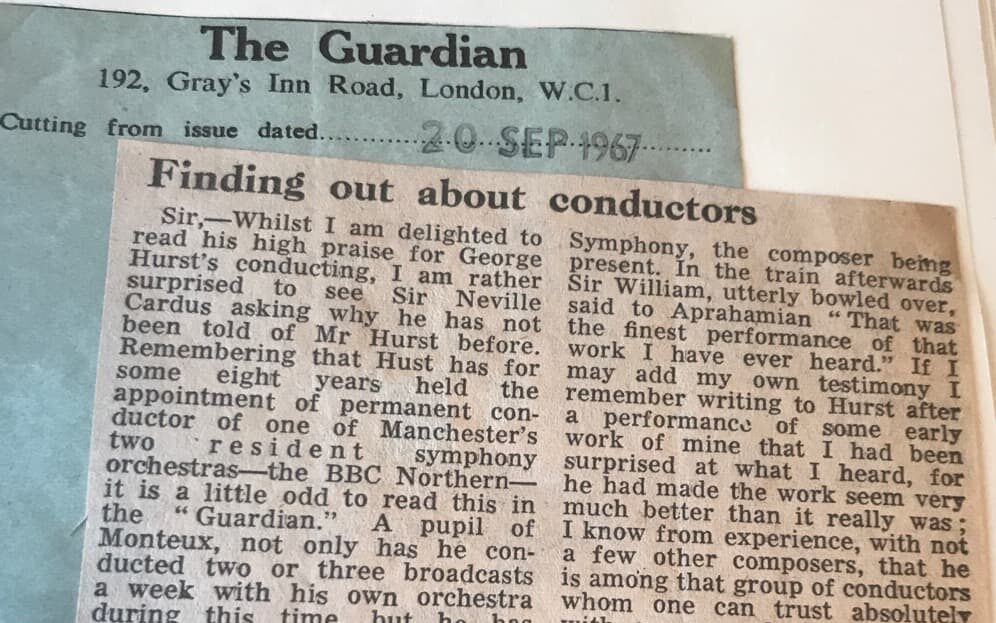 The Guardian
192, Gray's Inn Road, London, W.C.1.
Cutting from issue dated............20 SEP 1967.........
Finding out about conductors
Sir,—Whilst I am delighted to
read his high praise for George
Hurst's conducting, I am rather
surprised to see Sir Neville
Cardus asking why he has not
been told of Mr Hurst before.
Remembering that Hust has for
some eight years held the
appointment of permanent con-
ductor of one of Manchester's
two resident symphony
orchestras—the BBC Northern—
it is a little odd to read this in
the “Guardian.” A pupil of
Monteux, not only has he con-
ducted two or three broadcasts
a week with his own orchestra
during this time but he has
Symphony, the composer being
present. In the train afterwards
Sir William, utterly bowled over,
said to Aprahamian “That was
the finest performance of that
work I have ever heard.” If I
may add my own testimony I
remember writing to Hurst after
a performance of some early
work of mine that I had been
surprised at what I heard, for
he had made the work seem very
much better than it really was;
I know from experience, with not
a few other composers, that he
is among that group of conductors
whom one can trust absolutely